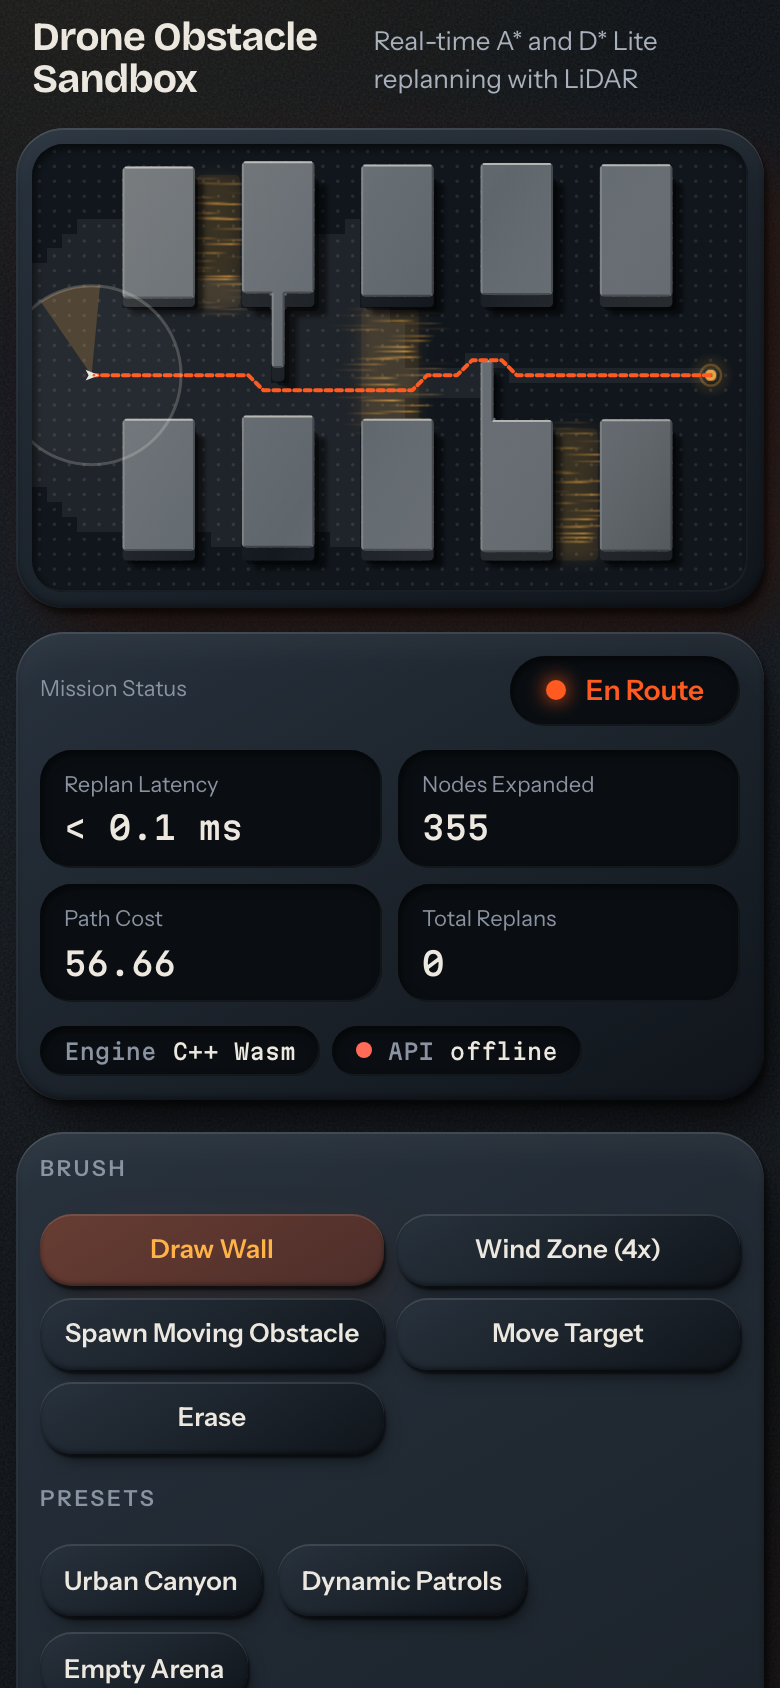 Drone Obstacle
Sandbox
Real-time A* and D* Lite
replanning with LiDAR
Mission Status
En Route
Replan Latency
< 0.1 ms
Nodes Expanded
355
Path Cost
56.66
Total Replans
0
Engine C++ Wasm
API offline
BRUSH
Draw Wall
Wind Zone (4x)
Spawn Moving Obstacle
Move Target
Erase
PRESETS
Urban Canyon
Dynamic Patrols
Empty Arena